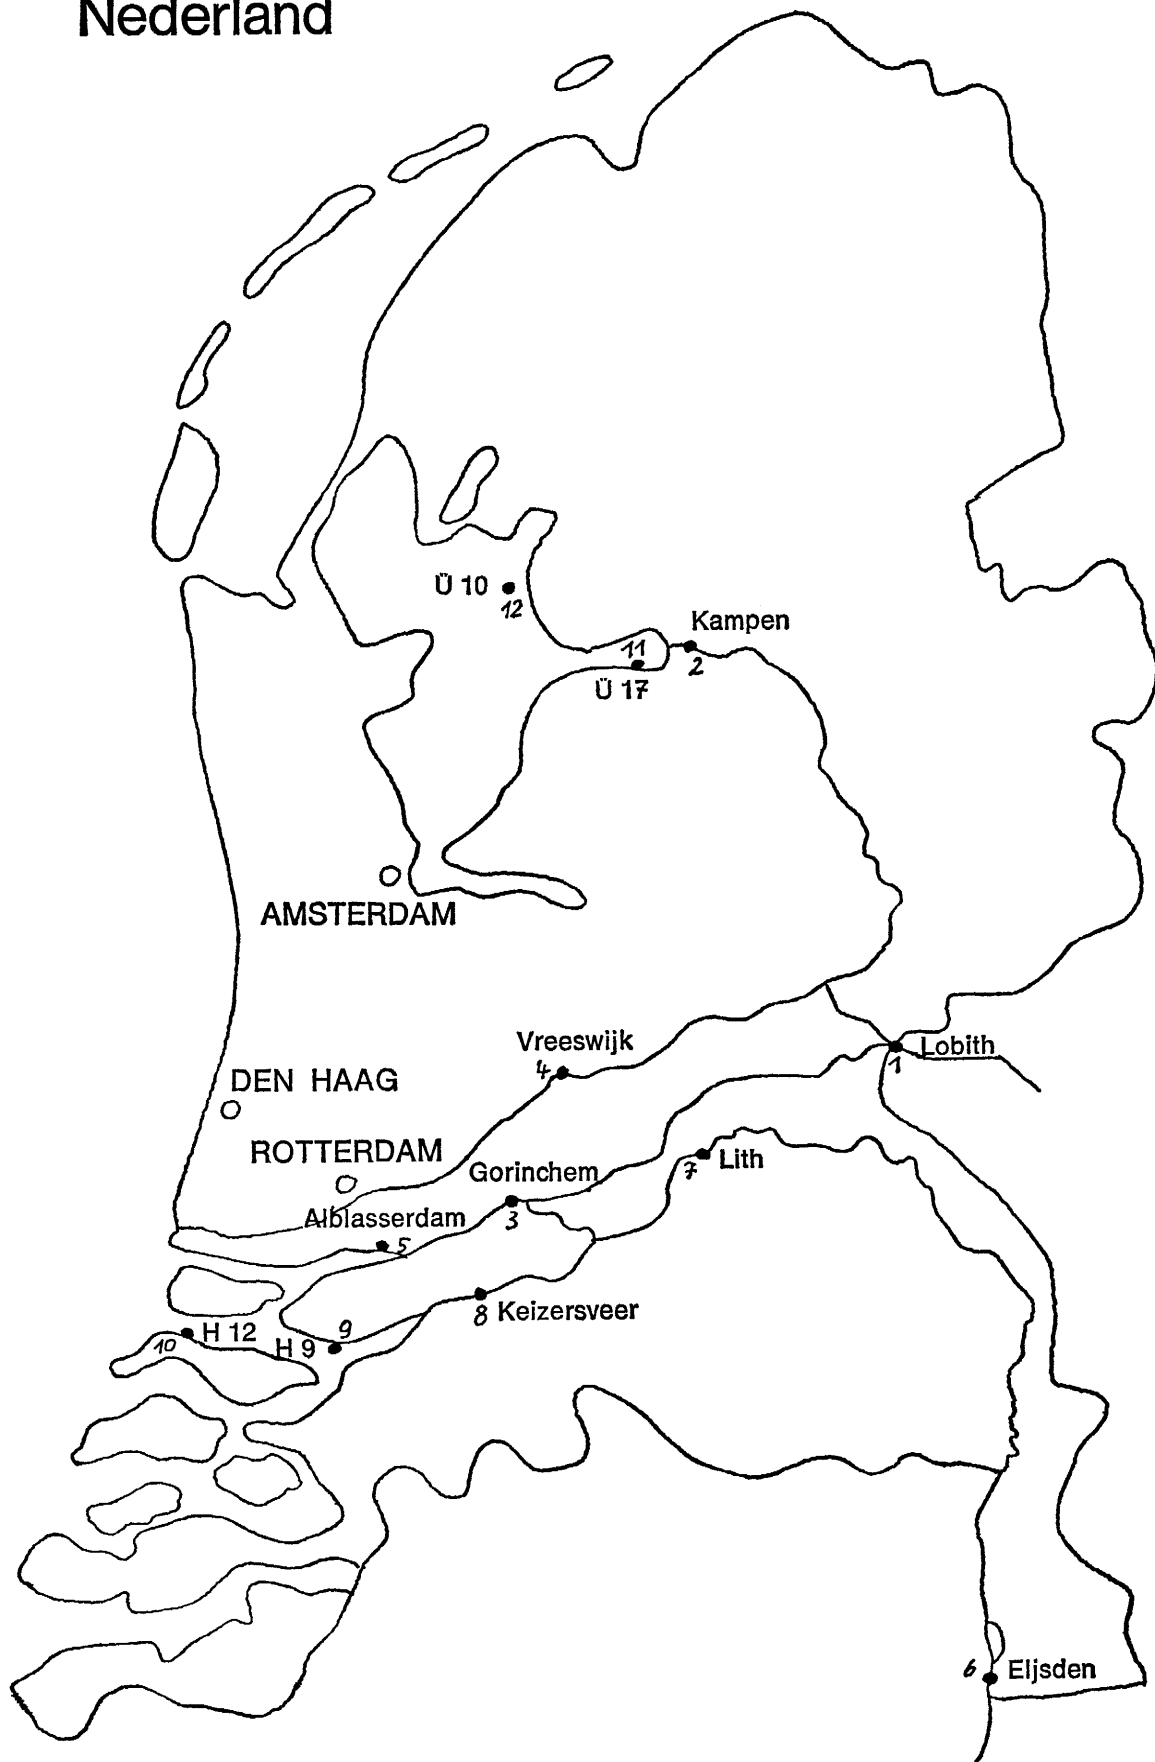 Nederland
Ü 10
12
Kampen
11
2
Ü 17
AMSTERDAM
Vreeswijk
4
Lobith
1
DEN HAAG
ROTTERDAM
Gorinchem
7 Lith
3
Alblasserdam
5
8 Keizersveer
H 12
10
H 9
9
6 Eljsden